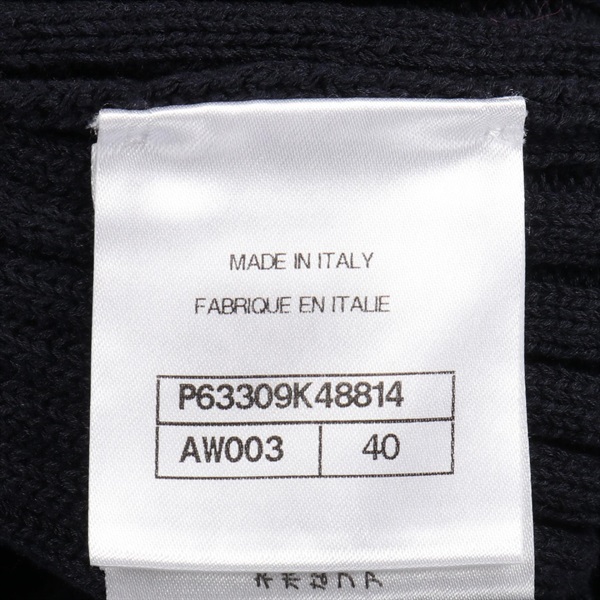 MADE IN ITALY
FABRIQUE EN ITALIE
P63309K48814
AW003 40